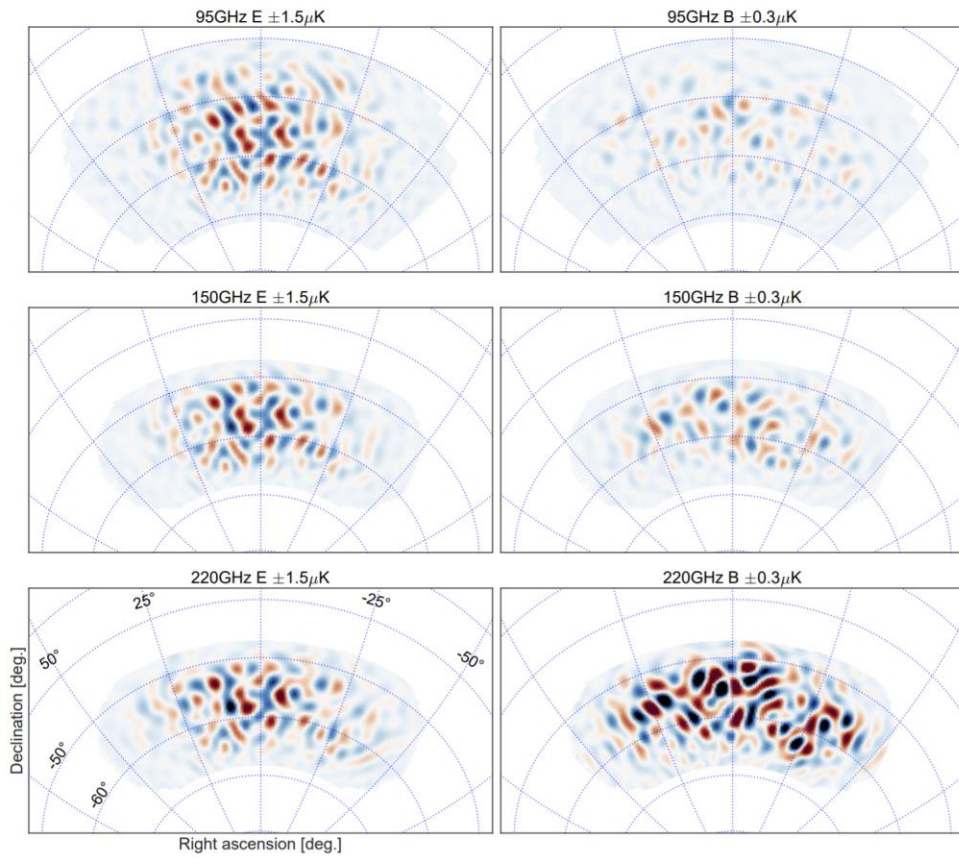 95GHz E ±1.5μK
95GHz B ±0.3μK
150GHz E ±1.5μK
150GHz B ±0.3μK
220GHz E ±1.5μK
220GHz B ±0.3μK
25°
-25°
50°
-50°
-50°
-60°
Declination [deg.]
Right ascension [deg.]